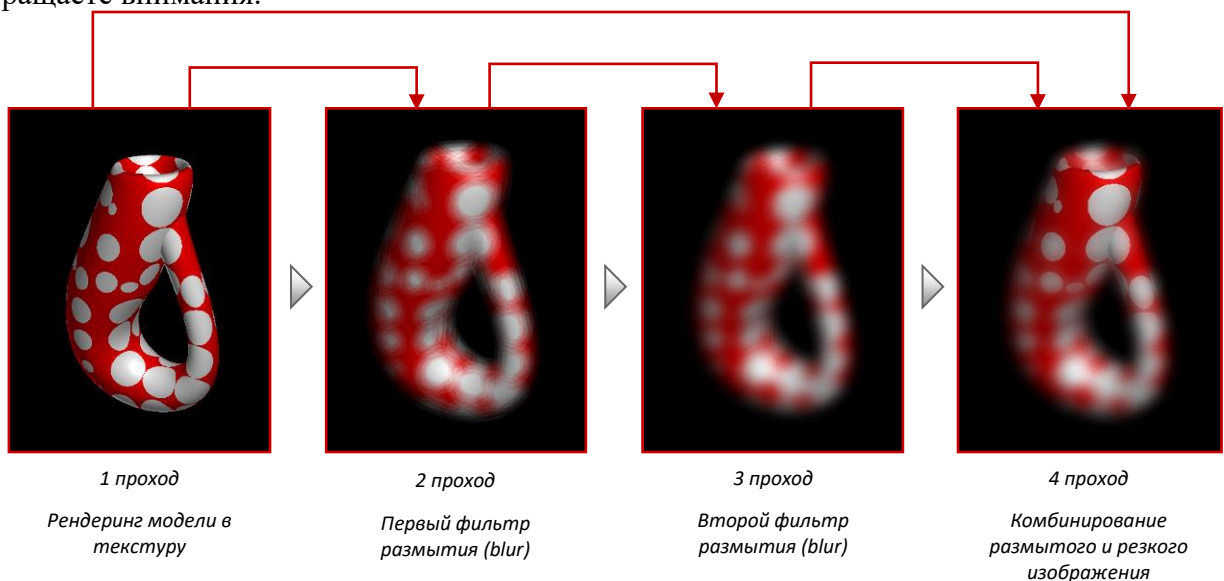 внимания.
1 проход
Рендеринг модели в
текстуру
2 проход
Первый фильтр
размытия (blur)
3 проход
Второй фильтр
размытия (blur)
4 проход
Комбинирование
размытого и резкого
изображения